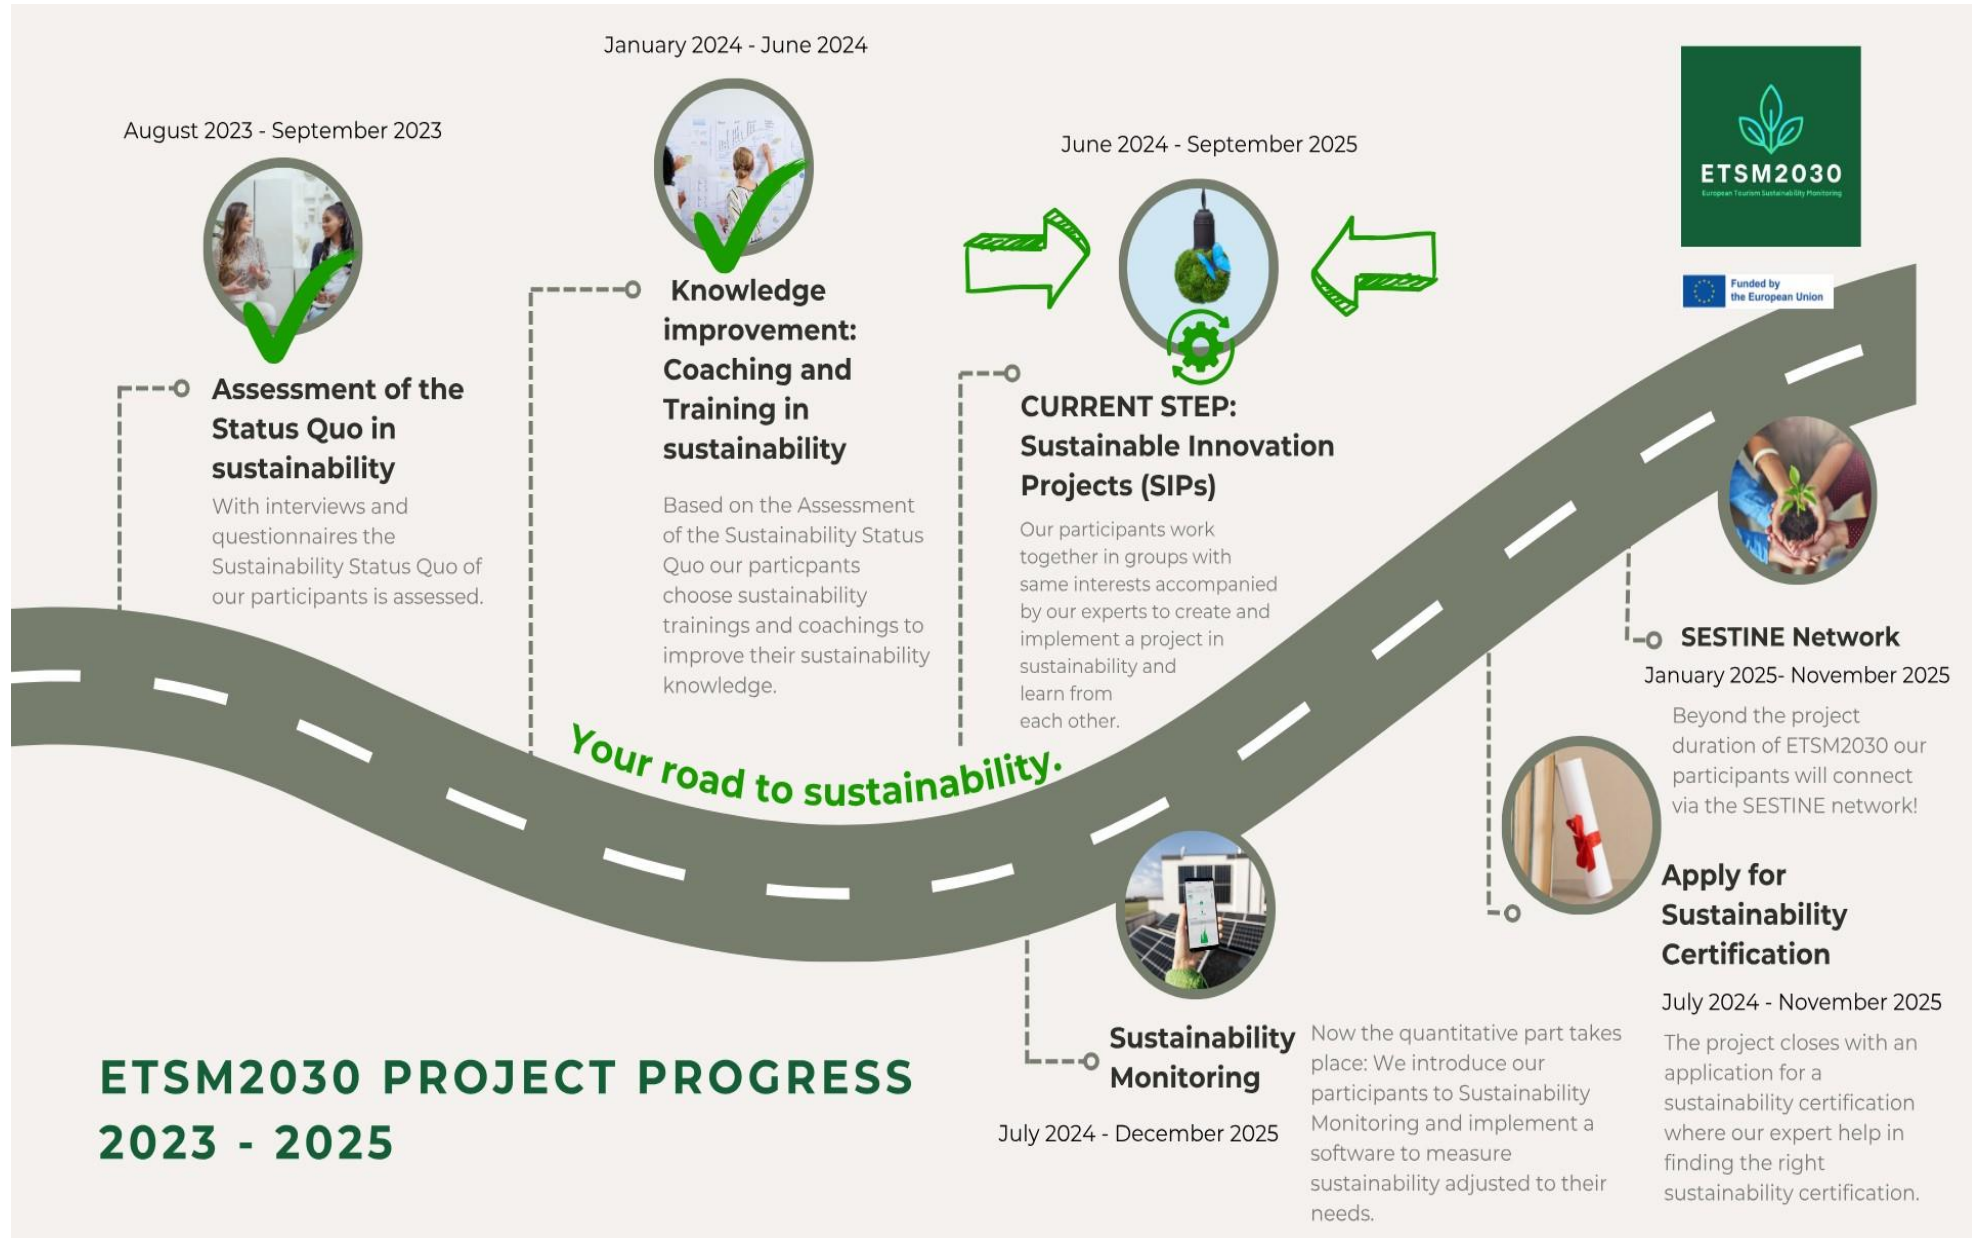 January 2024 - June 2024
August 2023 - September 2023
June 2024 - September 2025
ETSM2030
European Tourism Sustainability Monitoring
Funded by
the European Union
Assessment of the
Status Quo in
sustainability
With interviews and
questionnaires the
Sustainability Status Quo of
our participants is assessed.
Knowledge
improvement:
Coaching and
Training in
sustainability
Based on the Assessment
of the Sustainability Status
Quo our particpants
choose sustainability
trainings and coachings to
improve their sustainability
knowledge.
CURRENT STEP:
Sustainable Innovation
Projects (SIPs)
Our participants work
together in groups with
same interests accompanied
by our experts to create and
implement a project in
sustainability and
learn from
each other.
Your road to sustainability.
SESTINE Network
January 2025- November 2025
Beyond the project
duration of ETSM2030 our
participants will connect
via the SESTINE network!
Apply for
Sustainability
Certification
July 2024 - November 2025
The project closes with an
application for a
sustainability certification
where our expert help in
finding the right
sustainability certification.
Sustainability
Monitoring
July 2024 - December 2025
Now the quantitative part takes
place: We introduce our
participants to Sustainability
Monitoring and implement a
software to measure
sustainability adjusted to their
needs.
ETSM2030 PROJECT PROGRESS
2023 - 2025